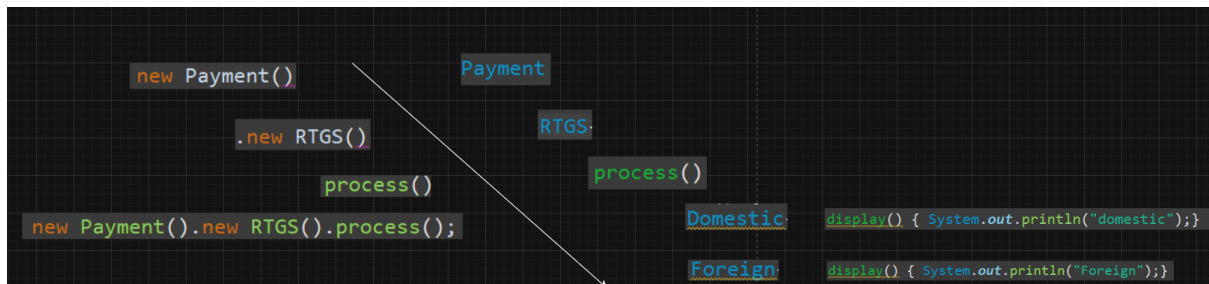 new Payment()
Payment
.new RTGS()
RTGS
process()
process()
new Payment().new RTGS().process();
Domestic
display() { System.out.println("domestic");}
Foreign
display() { System.out.println("Foreign");}